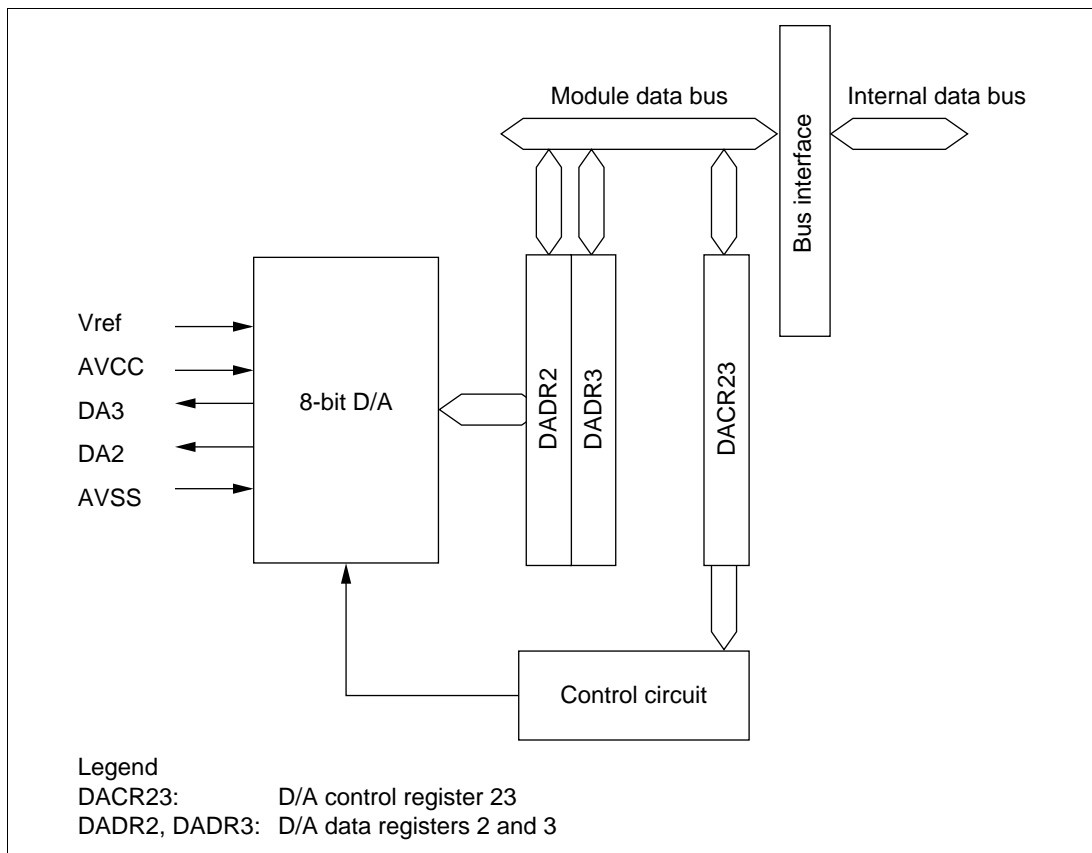 Module data bus
Internal data bus
Bus interface
Vref
AVCC
DA3
DA2
AVSS
8-bit D/A
DADR2
DADR3
DACR23
Control circuit
Legend
DACR23: D/A control register 23
DADR2, DADR3: D/A data registers 2 and 3